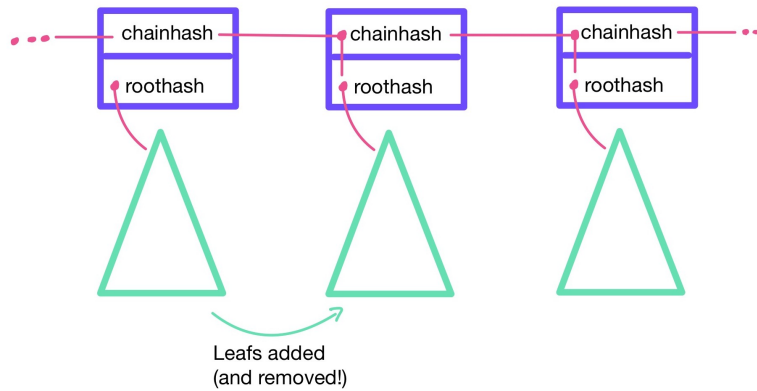 chainhash
chainhash
chainhash
roothash
roothash
roothash
Leafs added
(and removed!)